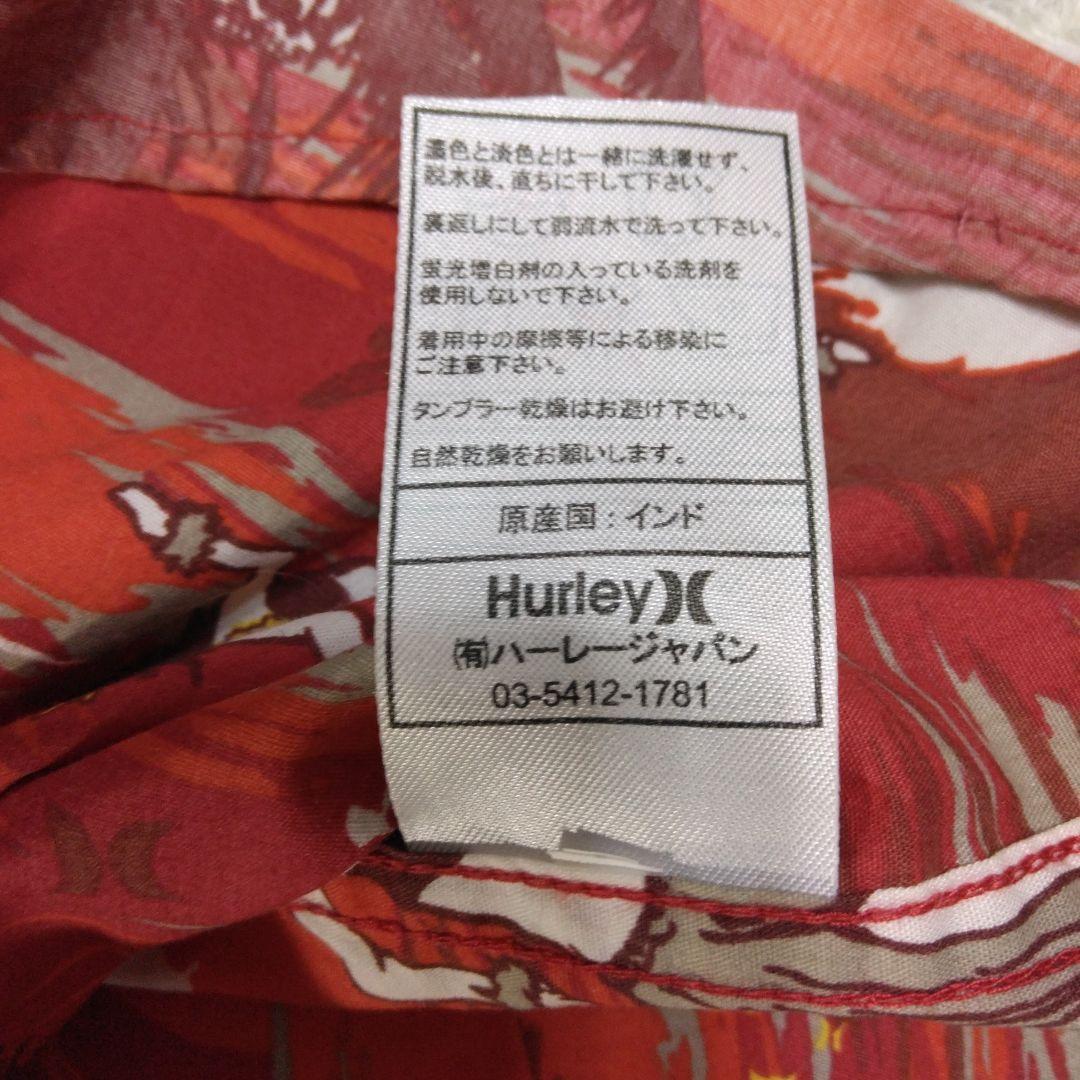 濃色と淡色とは一緒に洗濯せず、
脱水後、直ちに干して下さい。
裏返しにして弱流水で洗って下さい。
蛍光増白剤の入っている洗剤を
使用しないで下さい。
着用中の摩擦等による移染に
ご注意下さい。
タンブラー乾燥はお避け下さい。
自然乾燥をお願いします。
原産国：インド
Hurley
㈲ハーレージャパン
03-5412-1781